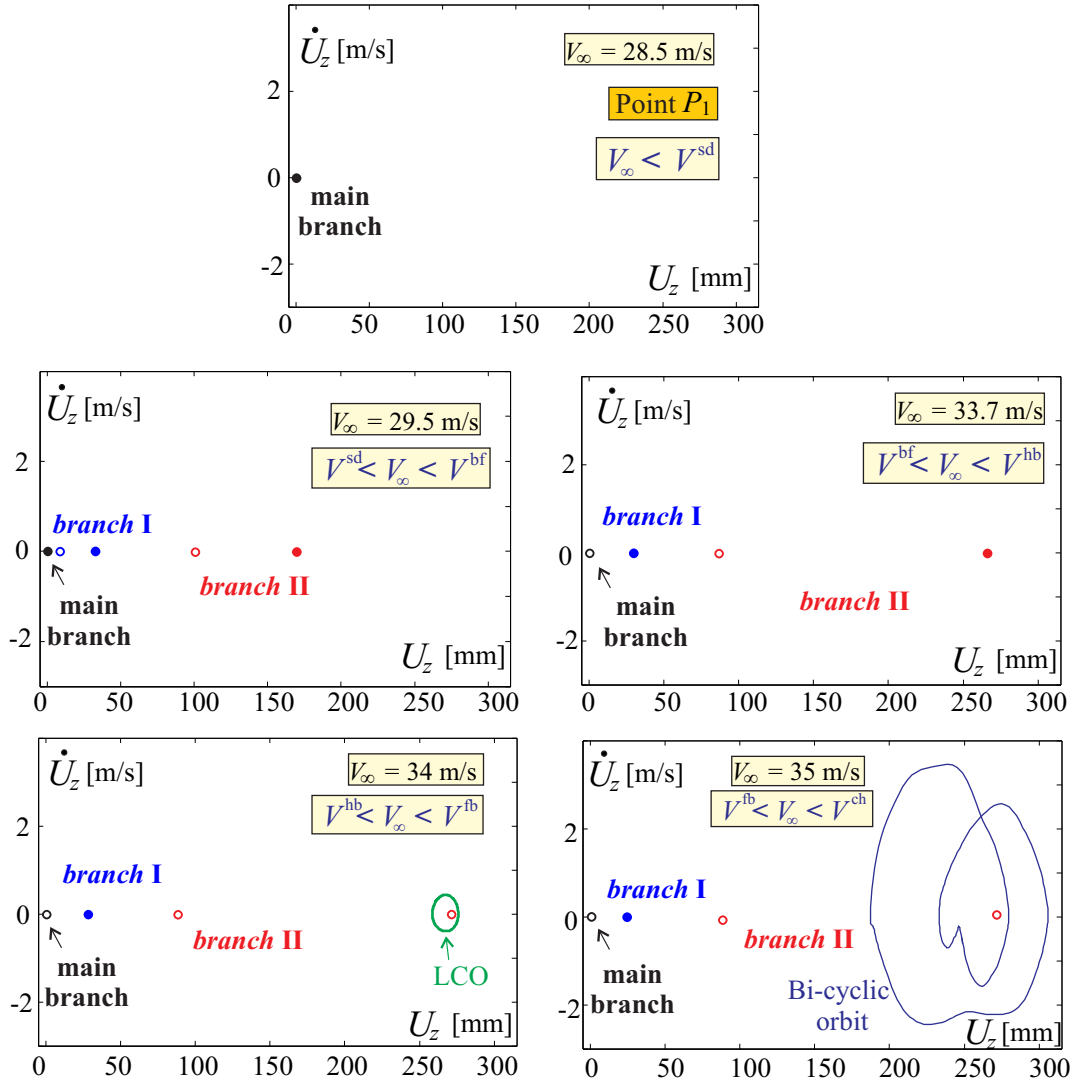 U̇z [m/s]
V∞ = 28.5 m/s
Point P1
V∞ < V^sd
2
0
-2
main
branch
Uz [mm]
0 50 100 150 200 250 300
U̇z [m/s]
V∞ = 29.5 m/s
V^sd < V∞ < V^bf
2
0
-2
branch I
branch II
main
branch
Uz [mm]
0 50 100 150 200 250 300
U̇z [m/s]
V∞ = 33.7 m/s
V^bf < V∞ < V^hb
2
0
-2
branch I
branch II
main
branch
Uz [mm]
0 50 100 150 200 250 300
U̇z [m/s]
V∞ = 34 m/s
V^hb < V∞ < V^fb
2
0
-2
branch I
branch II
main
branch
LCO
Uz [mm]
0 50 100 150 200 250 300
U̇z [m/s]
V∞ = 35 m/s
V^fb < V∞ < V^ch
2
0
-2
branch I
branch II
main
branch
Bi-cyclic
orbit
Uz [mm]
0 50 100 150 200 250 300